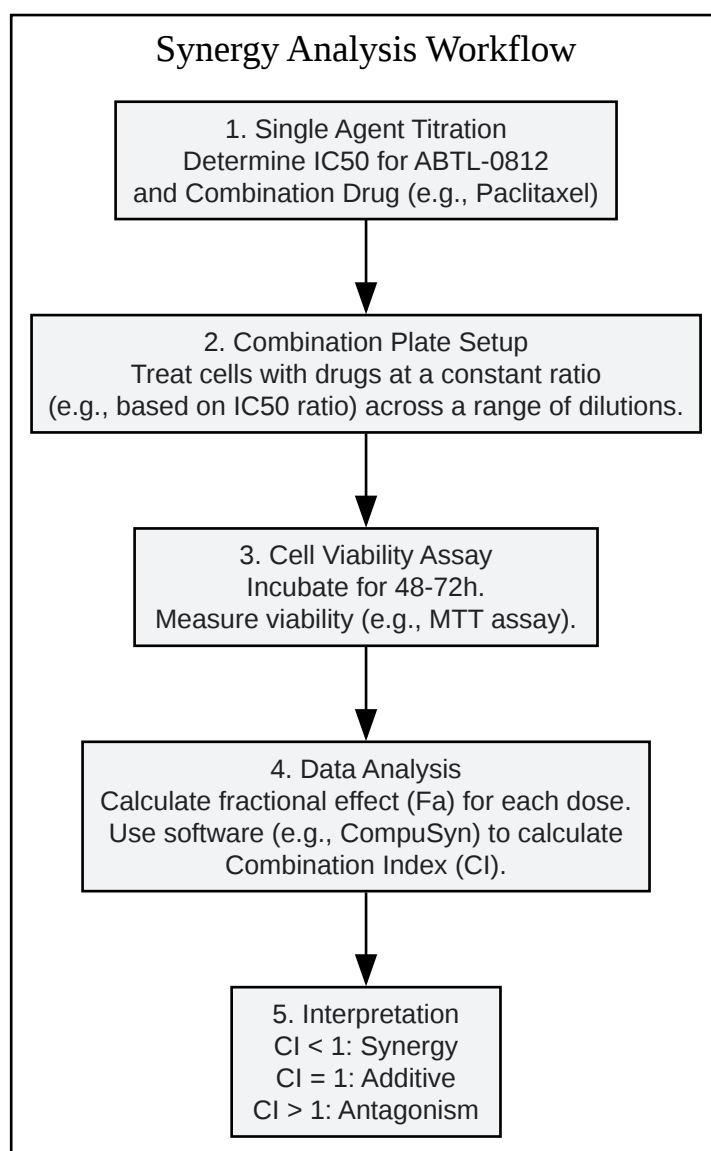 Synergy Analysis Workflow
1. Single Agent Titration
Determine IC50 for ABTL-0812
and Combination Drug (e.g., Paclitaxel)
2. Combination Plate Setup
Treat cells with drugs at a constant ratio
(e.g., based on IC50 ratio) across a range of dilutions.
3. Cell Viability Assay
Incubate for 48-72h.
Measure viability (e.g., MTT assay).
4. Data Analysis
Calculate fractional effect (Fa) for each dose.
Use software (e.g., CompuSyn) to calculate
Combination Index (CI).
5. Interpretation
CI < 1: Synergy
CI = 1: Additive
CI > 1: Antagonism